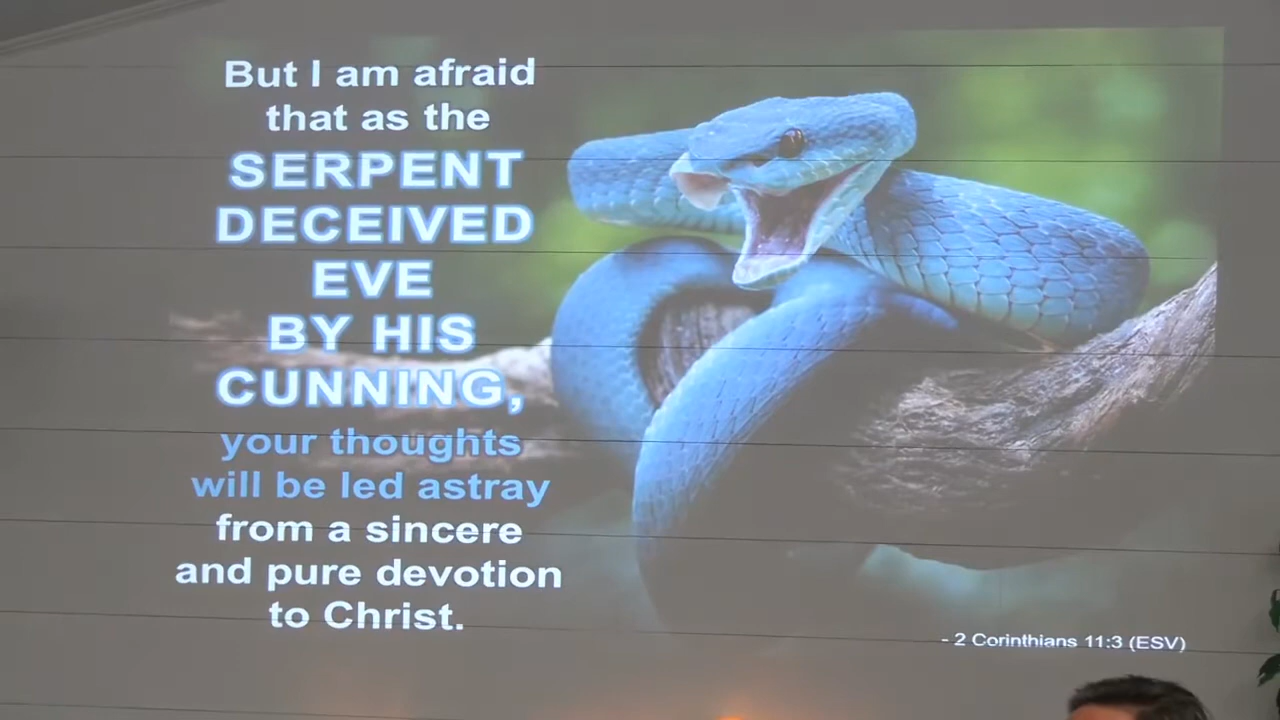 But I am afraid
that as the
SERPENT
DECEIVED
EVE
BY HIS
CUNNING,
your thoughts
will be led astray
from a sincere
and pure devotion
to Christ.
- 2 Corinthians 11:3 (ESV)